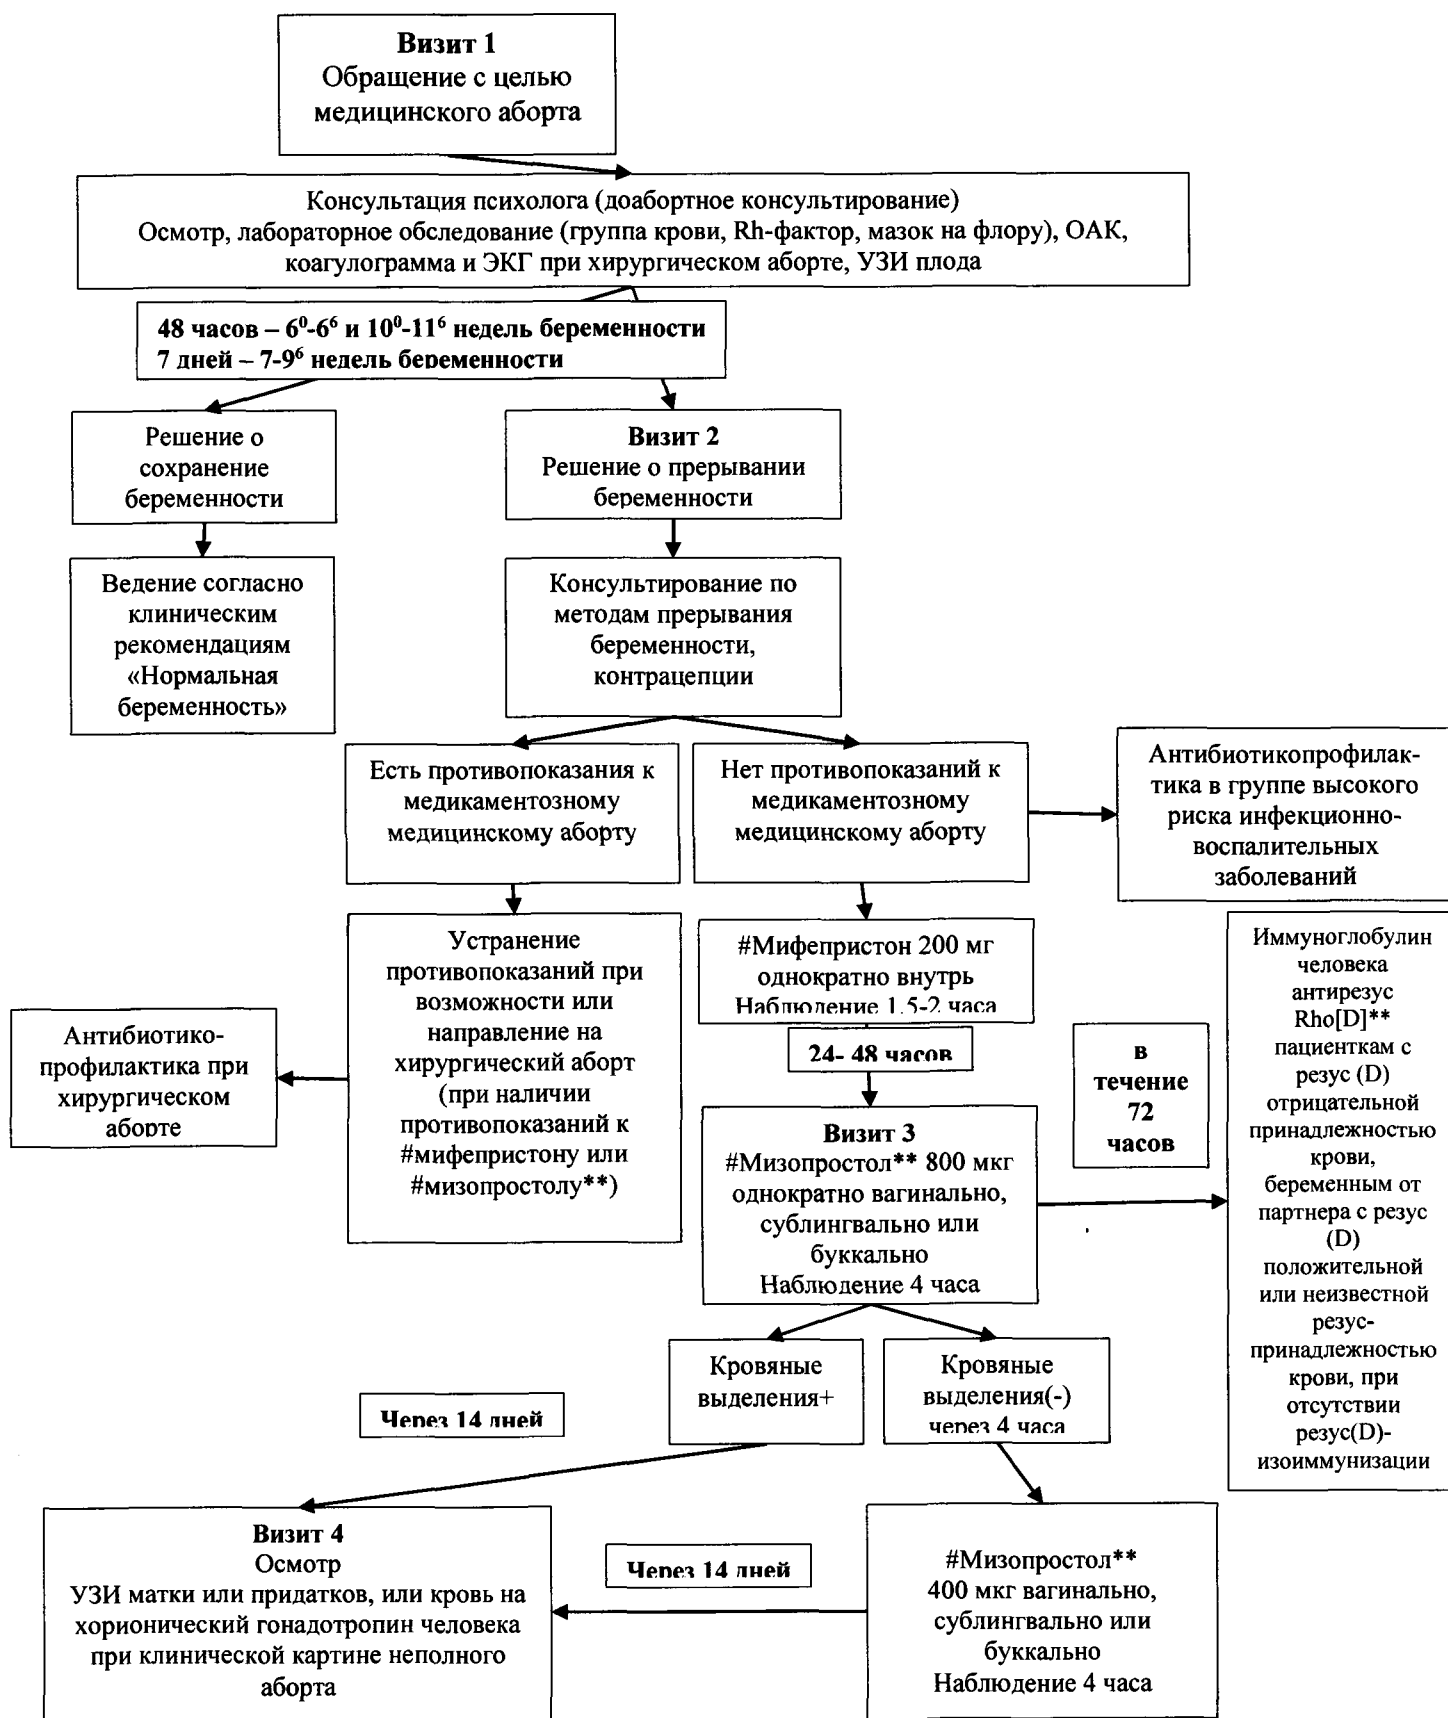 Визит 1
Обращение с целью
медицинского аборта
Консультация психолога (доабортное консультирование)
Осмотр, лабораторное обследование (группа крови, Rh-фактор, мазок на флору), ОАК,
коагулограмма и ЭКГ при хирургическом аборте, УЗИ плода
48 часов – 6⁰-6⁶ и 10⁰-11⁶ недель беременности
7 дней – 7-9⁶ недель беременности
Решение о
сохранение
беременности
Визит 2
Решение о прерывании
беременности
Ведение согласно
клиническим
рекомендациям
«Нормальная
беременность»
Консультирование по
методам прерывания
беременности,
контрацепции
Есть противопоказания к
медикаментозному
медицинскому аборту
Нет противопоказаний к
медикаментозному
медицинскому аборту
Антибиотикопрофилак-
тика в группе высокого
риска инфекционно-
воспалительных
заболеваний
Устранение
противопоказаний при
возможности или
направление на
хирургический аборт
(при наличии
противопоказаний к
#мифепристону или
#мизопростолу**)
Антибиотико-
профилактика при
хирургическом
аборте
#Мифепристон 200 мг
однократно внутрь
Наблюдение 1,5-2 часа
24- 48 часов
Визит 3
#Мизопростол** 800 мкг
однократно вагинально,
сублингвально или
буккально
Наблюдение 4 часа
в
течение
72
часов
Иммуноглобулин
человека
антирезус
Rho[D]**
пациенткам с
резус (D)
отрицательной
принадлежностью
крови,
беременным от
партнера с резус
(D)
положительной
или неизвестной
резус-
принадлежностью
крови, при
отсутствии
резус(D)-
изоиммунизации
Кровяные
выделения+
Кровяные
выделения(-)
через 4 часа
Через 14 дней
Визит 4
Осмотр
УЗИ матки или придатков, или кровь на
хорионический гонадотропин человека
при клинической картине неполного
аборта
Через 14 дней
#Мизопростол**
400 мкг вагинально,
сублингвально или
буккально
Наблюдение 4 часа